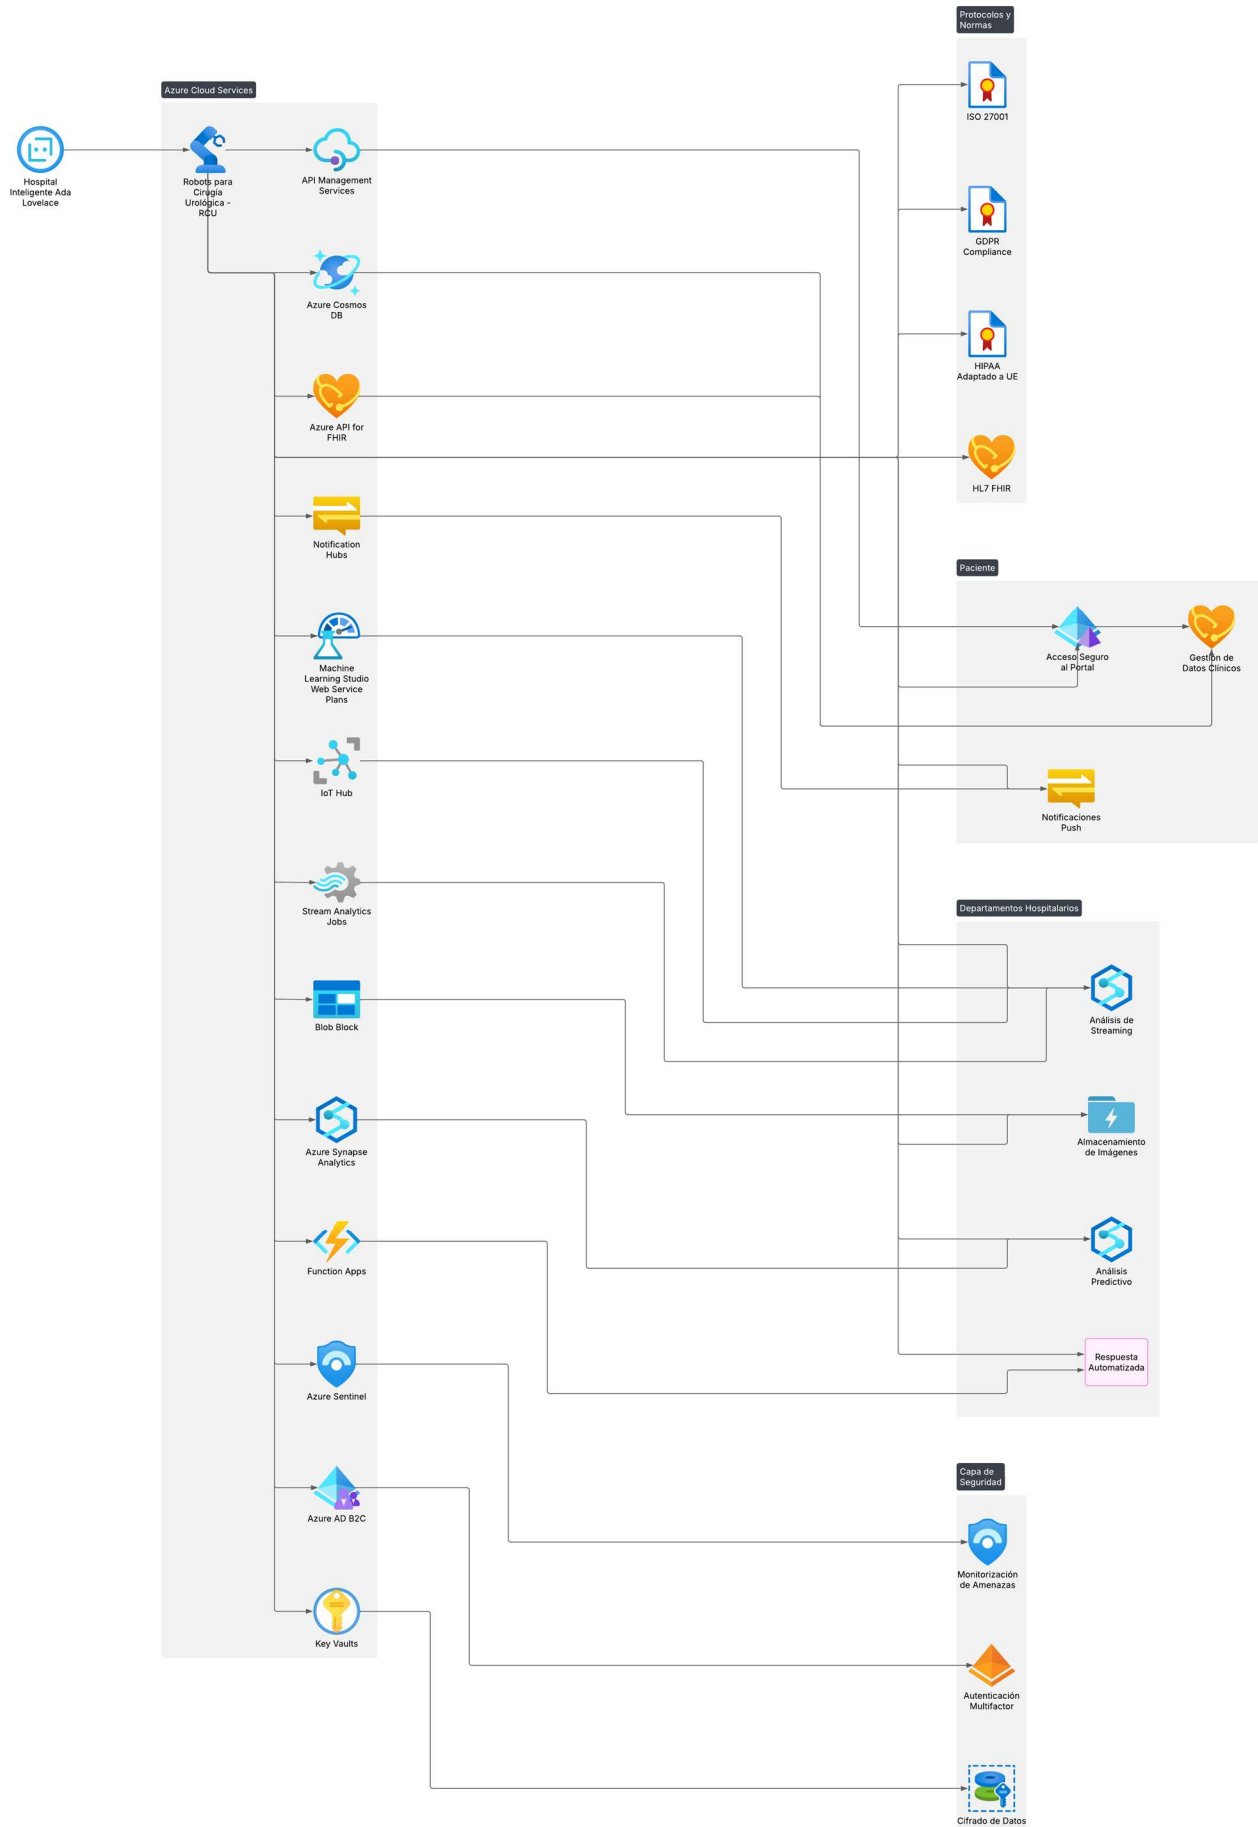 Protocolos y
Normas
ISO 27001
GDPR
Compliance
HIPAA
Adaptado a UE
HL7 FHIR
Azure Cloud Services
Hospital
Inteligente Ada
Lovelace
Robots para
Cirugía
Urológica -
RCU
API Management
Services
Azure Cosmos
DB
Azure API for
FHIR
Notification
Hubs
Machine
Learning Studio
Web Service
Plans
IoT Hub
Stream Analytics
Jobs
Blob Block
Azure Synapse
Analytics
Function Apps
Azure Sentinel
Azure AD B2C
Key Vaults
Paciente
Acceso Seguro
al Portal
Gestión de
Datos Clínicos
Notificaciones
Push
Departamentos Hospitalarios
Análisis de
Streaming
Almacenamiento
de Imágenes
Análisis
Predictivo
Respuesta
Automatizada
Capa de
Seguridad
Monitorización
de Amenazas
Autenticación
Multifactor
Cifrado de Datos